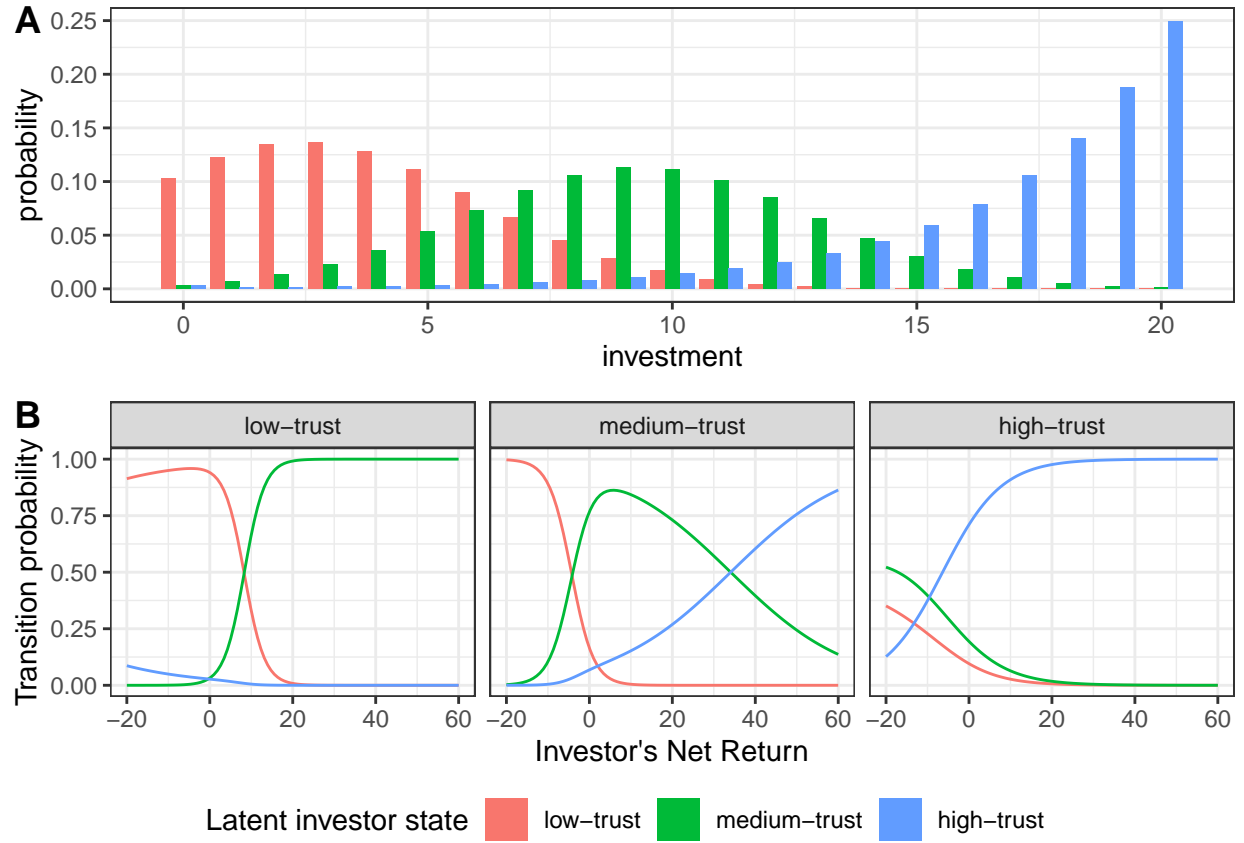 A
probability
0.25
0.20
0.15
0.10
0.05
0.00
0 5 10 15 20
investment
B
low−trust medium−trust high−trust
Transition probability
1.00
0.75
0.50
0.25
0.00
−20 0 20 40 60 −20 0 20 40 60 −20 0 20 40 60
Investor's Net Return
Latent investor state low−trust medium−trust high−trust